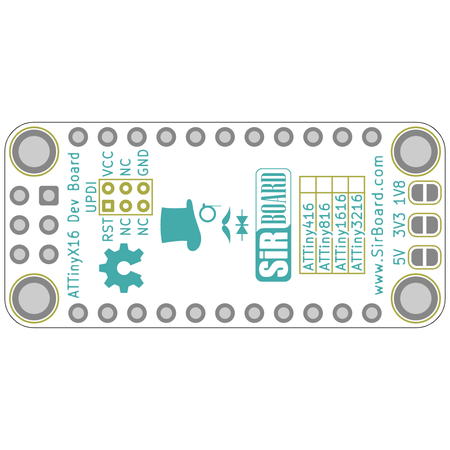 ATTinyX16 Dev Board
UPDI
RST NC NC
VCC NC GND
SiR BOARD
ATTiny416
ATTiny816
ATTiny1616
ATTiny3216
www.SirBoard.com
5V 3V3 1V8